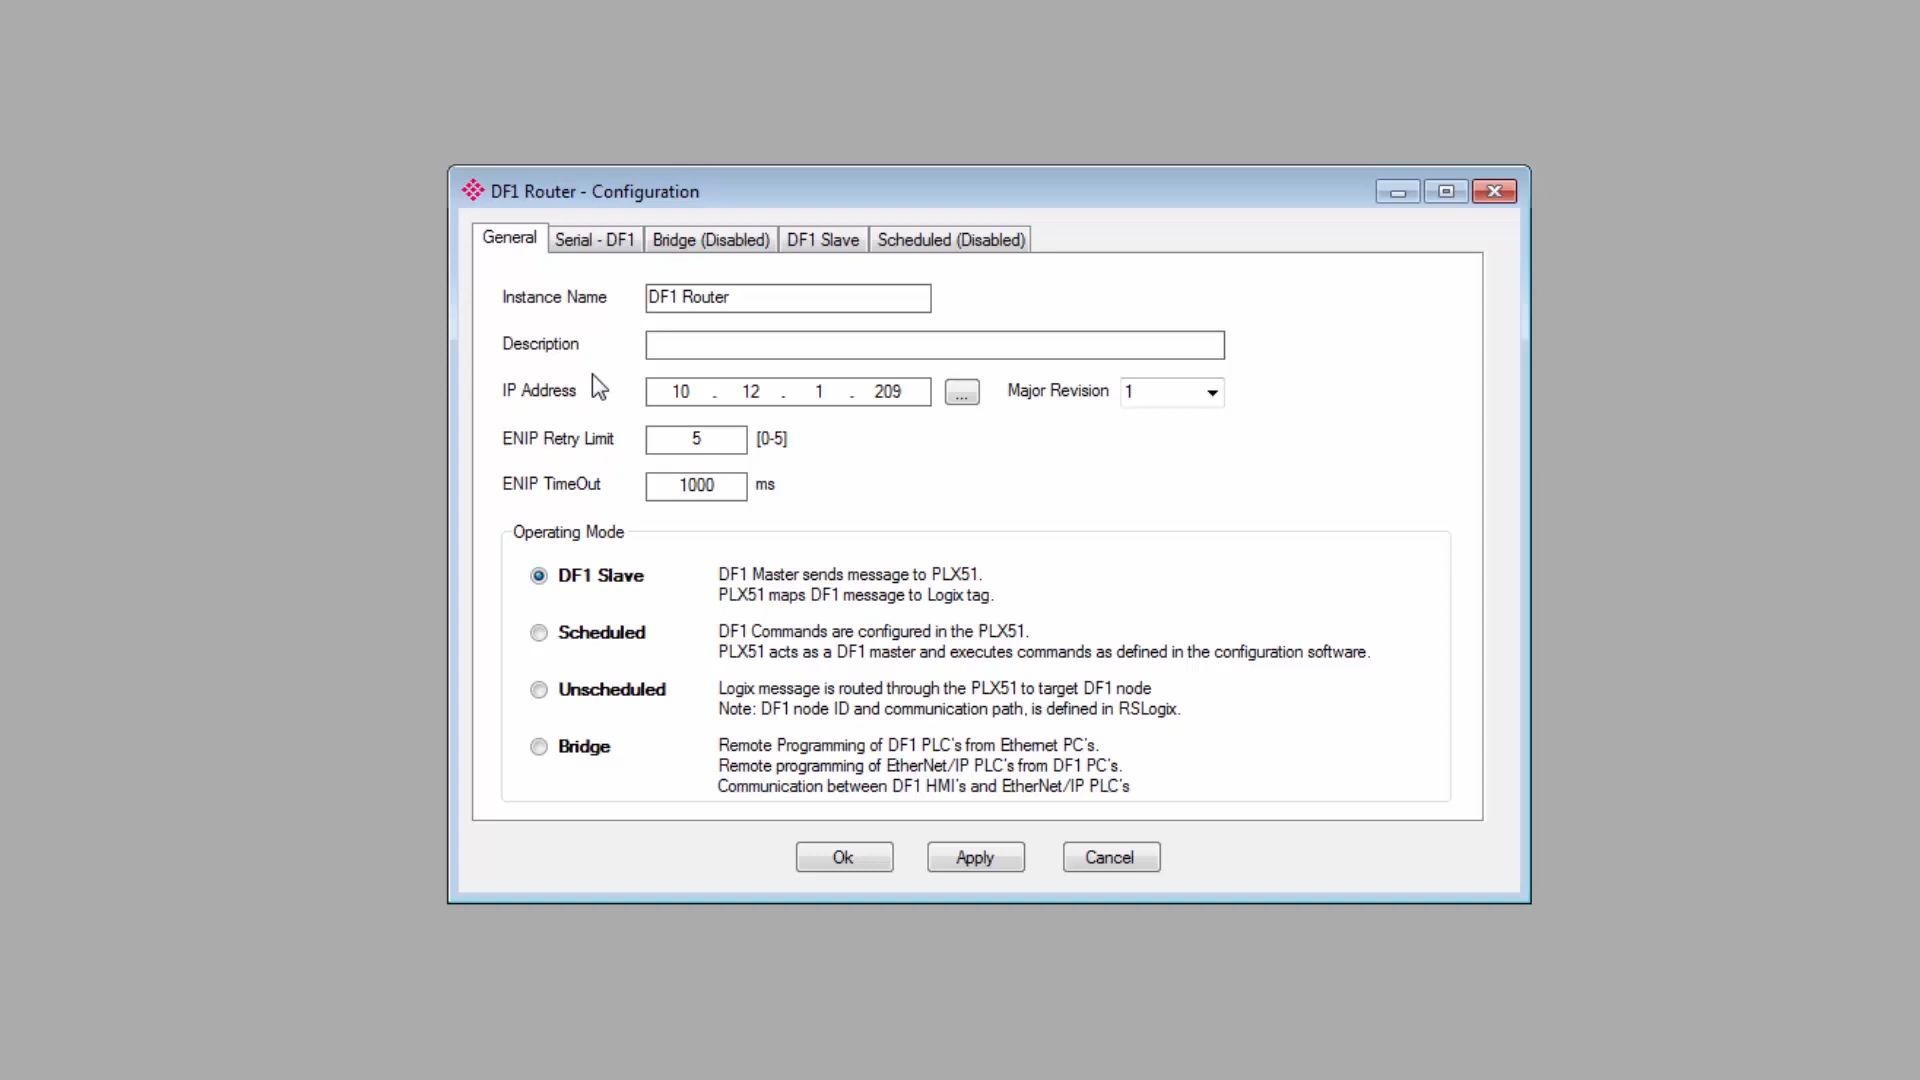 DF1 Router - Configuration
General Serial - DF1 Bridge (Disabled) DF1 Slave Scheduled (Disabled)
Instance Name DF1 Router
Description
IP Address 10 . 12 . 1 . 209 ... Major Revision 1
ENIP Retry Limit 5 [0-5]
ENIP TimeOut 1000 ms
Operating Mode
DF1 Slave DF1 Master sends message to PLX51.
PLX51 maps DF1 message to Logix tag.
Scheduled DF1 Commands are configured in the PLX51.
PLX51 acts as a DF1 master and executes commands as defined in the configuration software.
Unscheduled Logix message is routed through the PLX51 to target DF1 node
Note: DF1 node ID and communication path, is defined in RSLogix.
Bridge Remote Programming of DF1 PLC's from Ethernet PC's.
Remote programming of EtherNet/IP PLC's from DF1 PC's.
Communication between DF1 HMI's and EtherNet/IP PLC's
Ok Apply Cancel